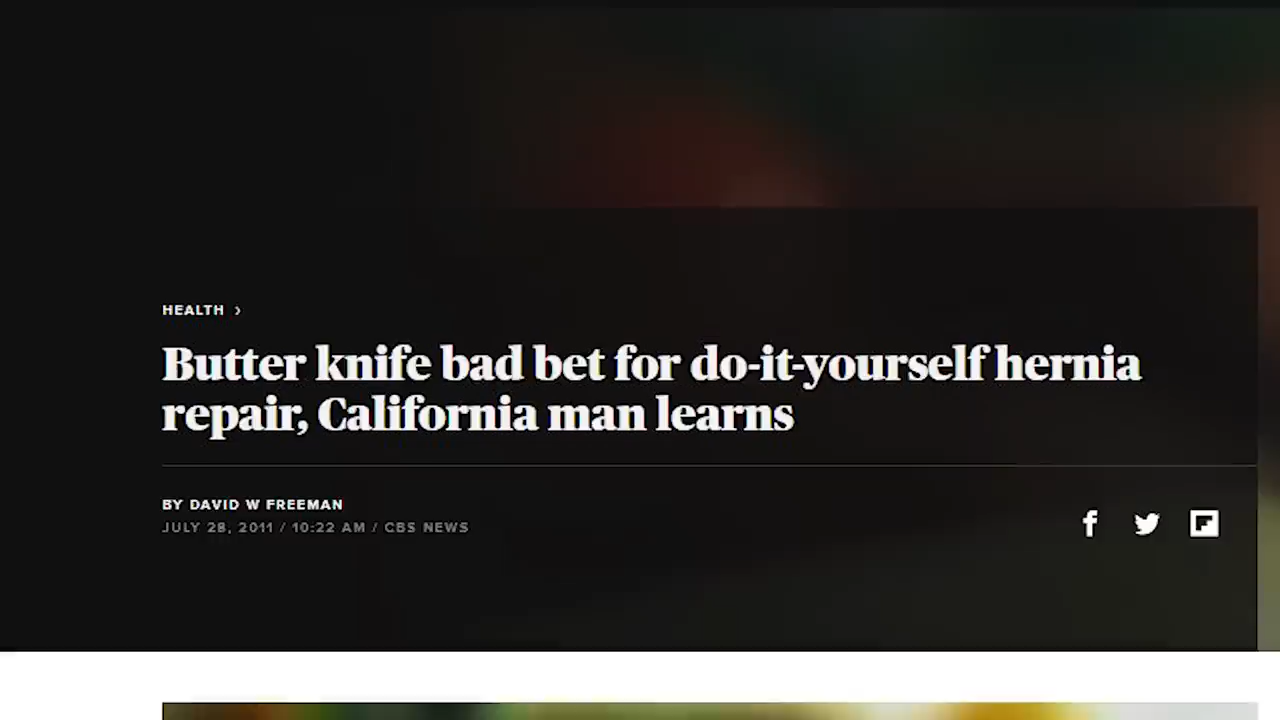 HEALTH ›
Butter knife bad bet for do-it-yourself hernia
repair, California man learns
BY DAVID W FREEMAN
JULY 28, 2011 / 10:22 AM / CBS NEWS